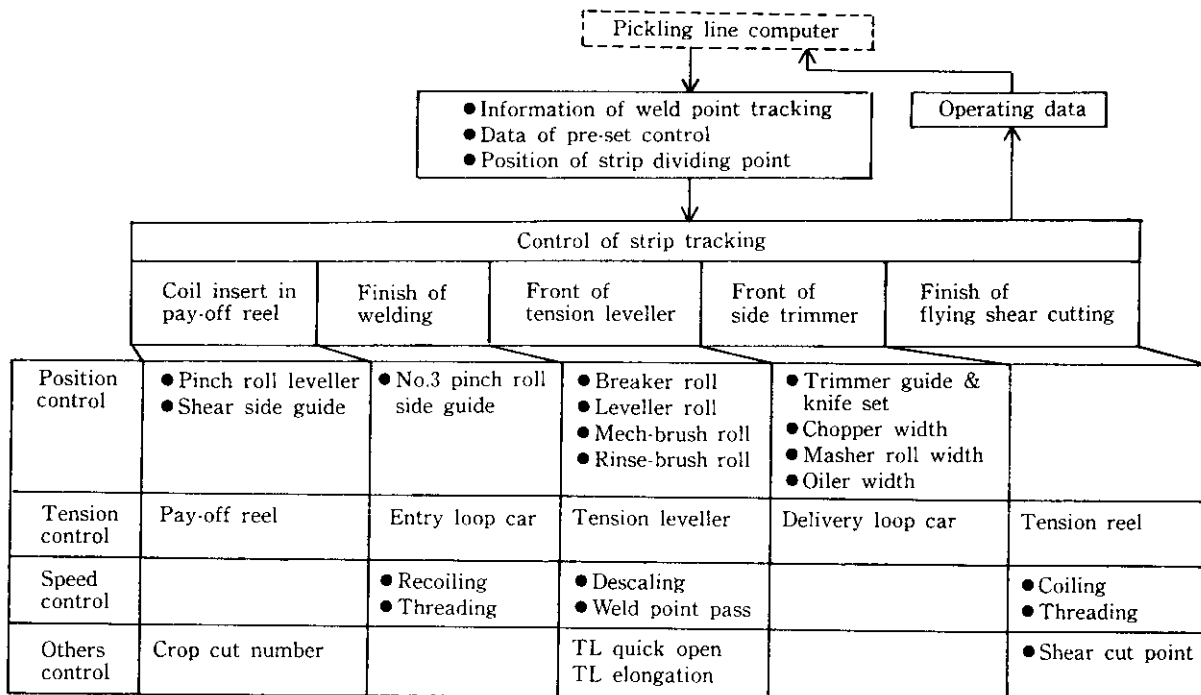 Pickling line computer
● Information of weld point tracking
● Data of pre-set control
● Position of strip dividing point
Operating data
Control of strip tracking
Coil insert in
pay-off reel
Finish of
welding
Front of
tension leveller
Front of
side trimmer
Finish of
flying shear cutting
Position
control
● Pinch roll leveller
● Shear side guide
● No.3 pinch roll
side guide
● Breaker roll
● Leveller roll
● Mech-brush roll
● Rinse-brush roll
● Trimmer guide &
knife set
● Chopper width
● Masher roll width
● Oiler width
Tension
control
Pay-off reel
Entry loop car
Tension leveller
Delivery loop car
Tension reel
Speed
control
● Recoiling
● Threading
● Descaling
● Weld point pass
● Coiling
● Threading
Others
control
Crop cut number
TL quick open
TL elongation
● Shear cut point